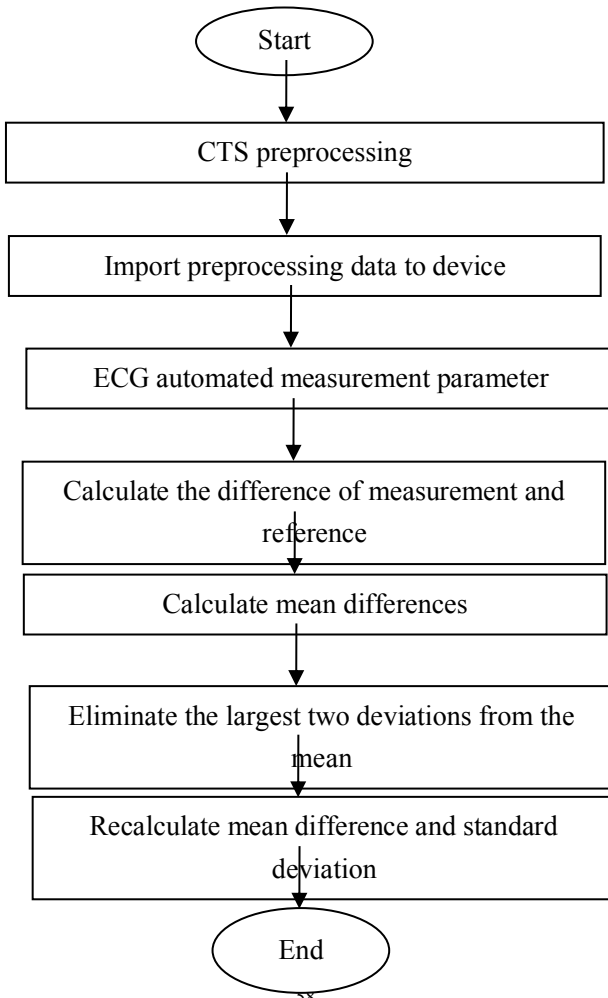 Start
CTS preprocessing
Import preprocessing data to device
ECG automated measurement parameter
Calculate the difference of measurement and
reference
Calculate mean differences
Eliminate the largest two deviations from the
mean
Recalculate mean difference and standard
deviation
End